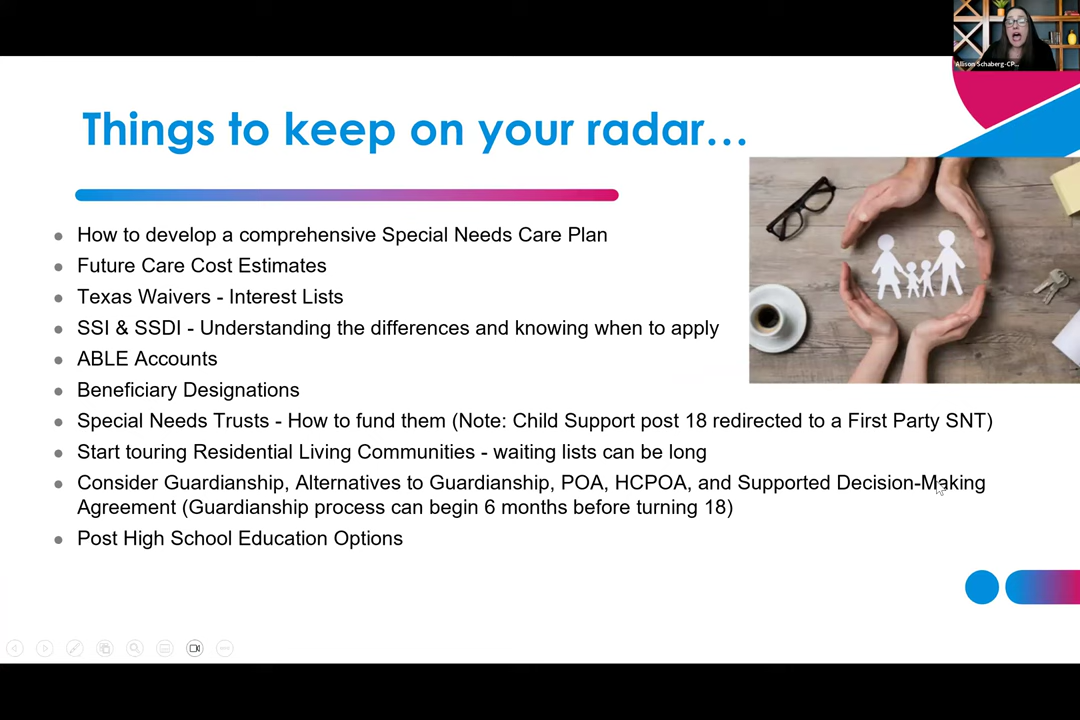 Allison Schaberg-CP...
Things to keep on your radar...
How to develop a comprehensive Special Needs Care Plan
Future Care Cost Estimates
Texas Waivers - Interest Lists
SSI & SSDI - Understanding the differences and knowing when to apply
ABLE Accounts
Beneficiary Designations
Special Needs Trusts - How to fund them (Note: Child Support post 18 redirected to a First Party SNT)
Start touring Residential Living Communities - waiting lists can be long
Consider Guardianship, Alternatives to Guardianship, POA, HCPOA, and Supported Decision-Making
Agreement (Guardianship process can begin 6 months before turning 18)
Post High School Education Options